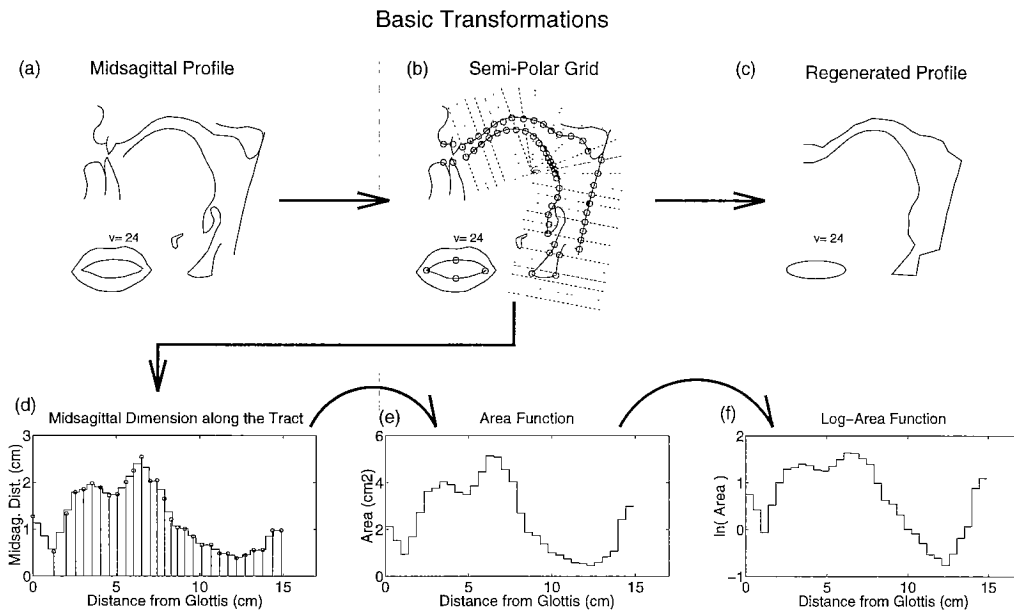 Basic Transformations
(a) Midsagittal Profile
(b) Semi-Polar Grid
(c) Regenerated Profile
v= 24
v= 24
v= 24
(d) Midsagittal Dimension along the Tract
Midsag. Dist. (cm)
3
2
1
0
0 5 10 15
Distance from Glottis (cm)
(e) Area Function
Area (cm2)
6
4
2
0
0 5 10 15
Distance from Glottis (cm)
(f) Log-Area Function
ln( Area )
2
1
0
-1
0 5 10 15
Distance from Glottis (cm)